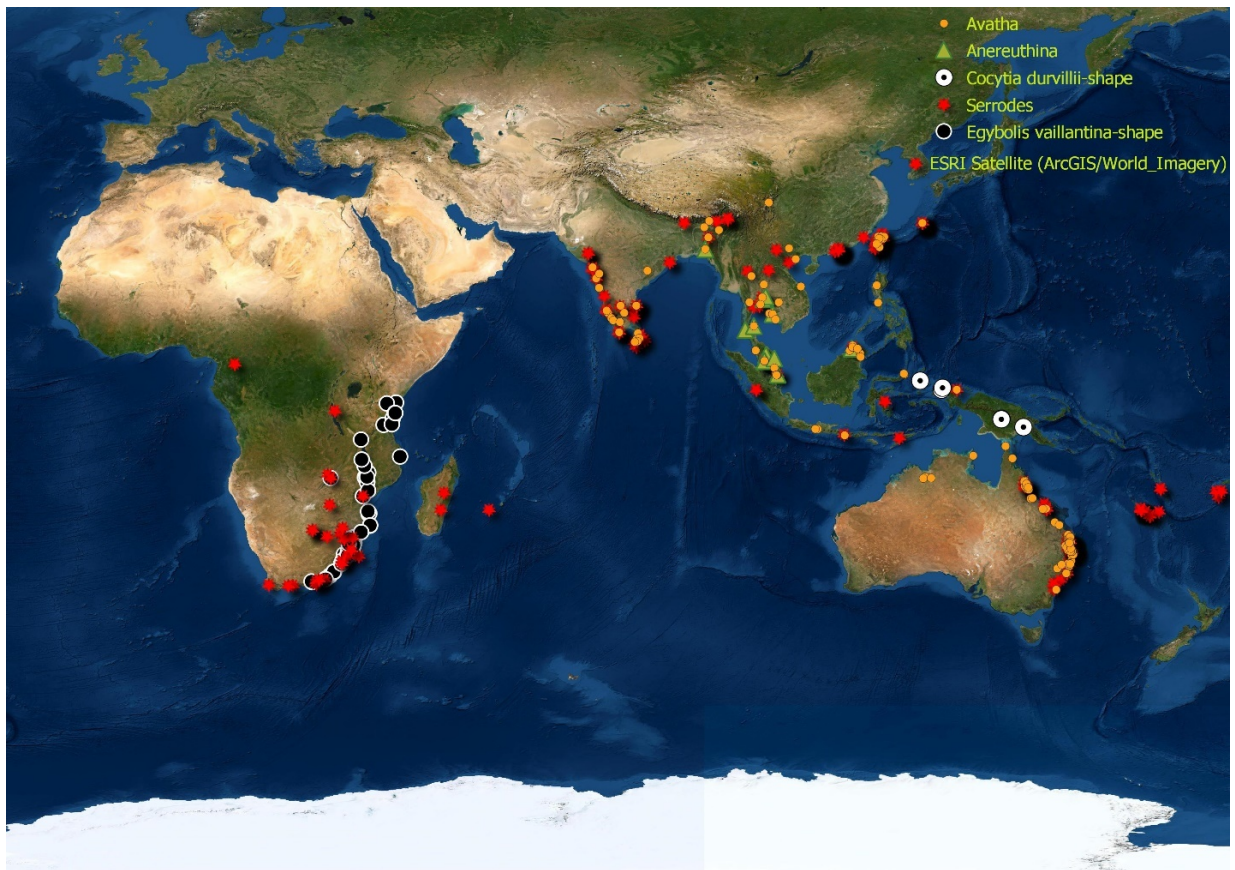 Avatha
Anereuthina
Cocytia durvillii-shape
Serrodes
Egybolis vaillantina-shape
ESRI Satellite (ArcGIS/World_Imagery)